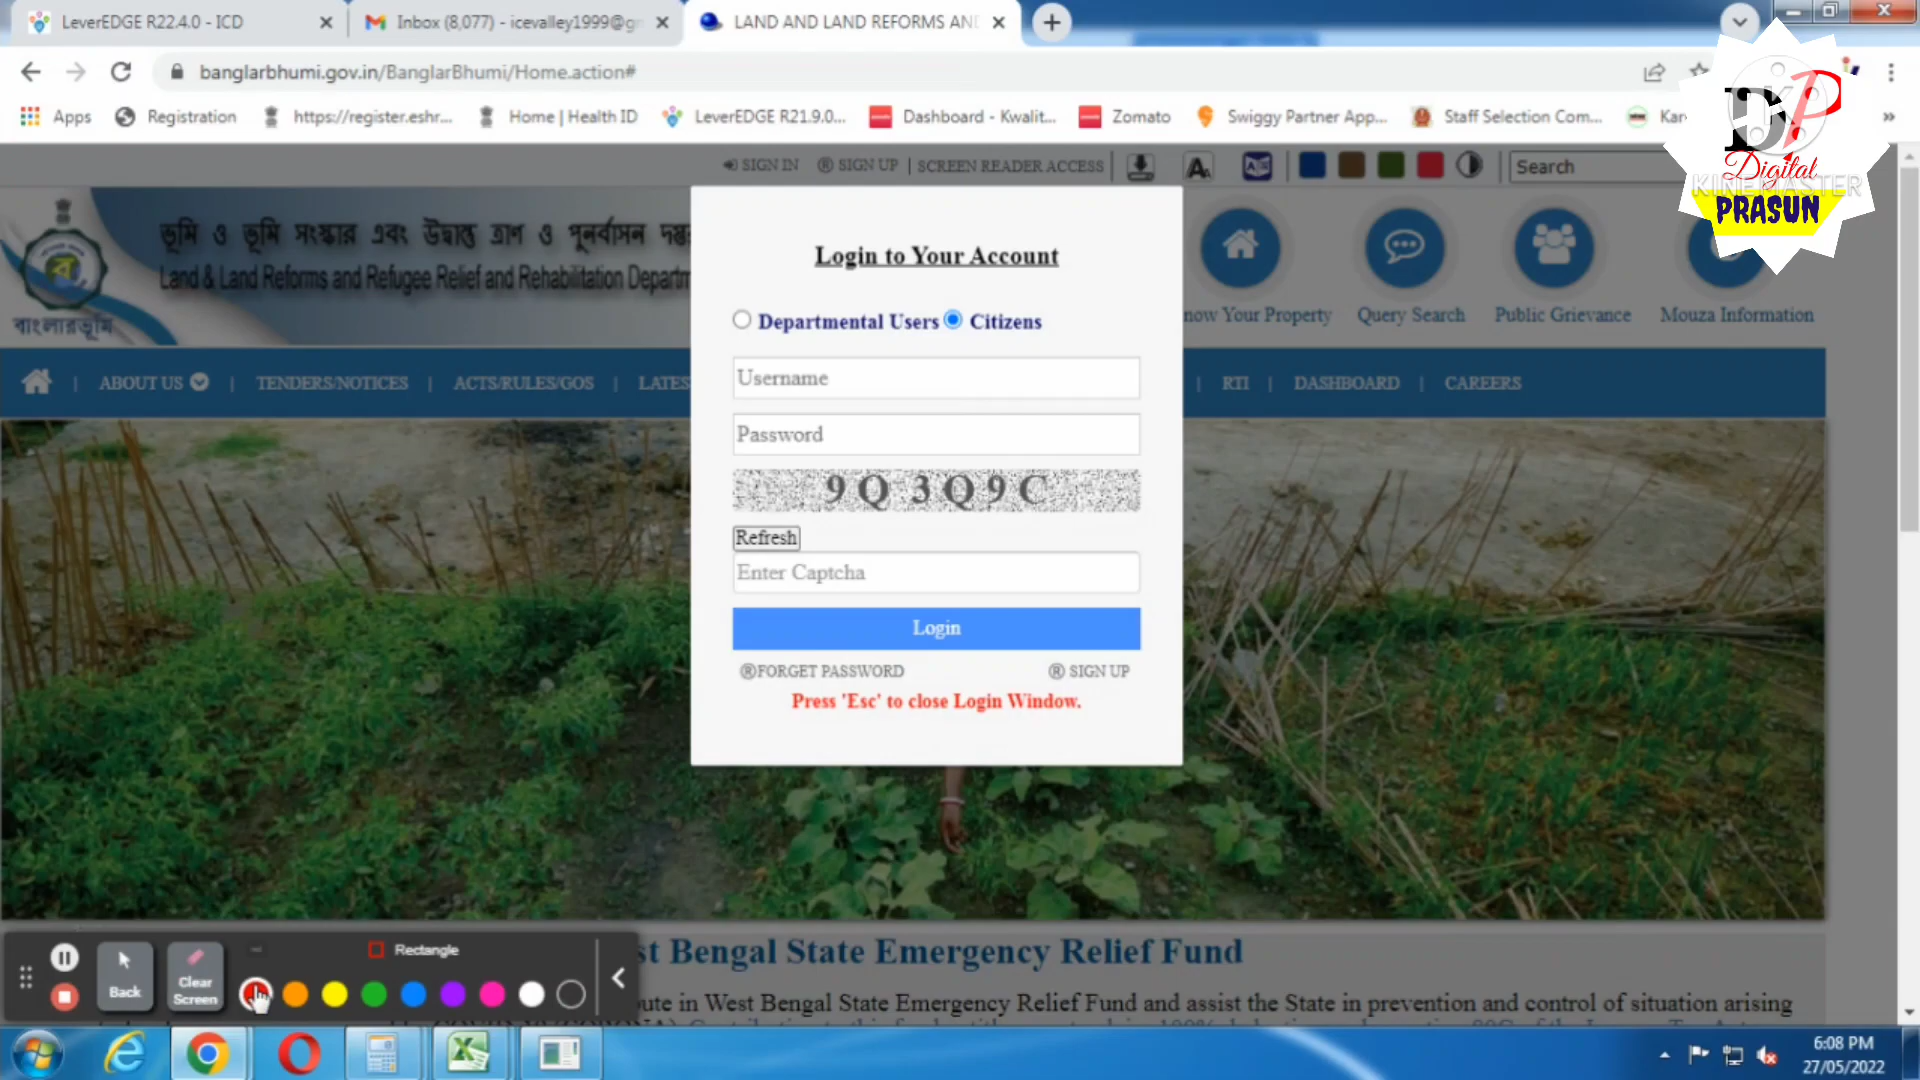 LeverEDGE R22.4.0 - ICD
Inbox (8,077) - icevalley1999@g
LAND AND LAND REFORMS AN
banglarbhumi.gov.in/BanglarBhumi/Home.action#
Apps
Registration
https://register.eshr...
Home | Health ID
LeverEDGE R21.9.0...
Dashboard - Kwalit...
Zomato
Swiggy Partner App...
Staff Selection Com...
DKP
Digital
KINEMASTER
PRASUN
SIGN IN
SIGN UP
SCREEN READER ACCESS
Search
ভূমি ও ভূমি সংস্কার এবং উদ্বাস্তু ত্রাণ ও পুনর্বাসন দপ্ত
Land & Land Reforms and Refugee Relief and Rehabilitation Departm
বাংলারভূমি
now Your Property
Query Search
Public Grievance
Mouza Information
ABOUT US
TENDERS/NOTICES
ACTS/RULES/GOS
LATES
RTI
DASHBOARD
CAREERS
Login to Your Account
Departmental Users
Citizens
Username
Password
9Q3Q9C
Refresh
Enter Captcha
Login
®FORGET PASSWORD
® SIGN UP
Press 'Esc' to close Login Window.
st Bengal State Emergency Relief Fund
ute in West Bengal State Emergency Relief Fund and assist the State in prevention and control of situation arising
Back
Clear Screen
Rectangle
6:08 PM
27/05/2022